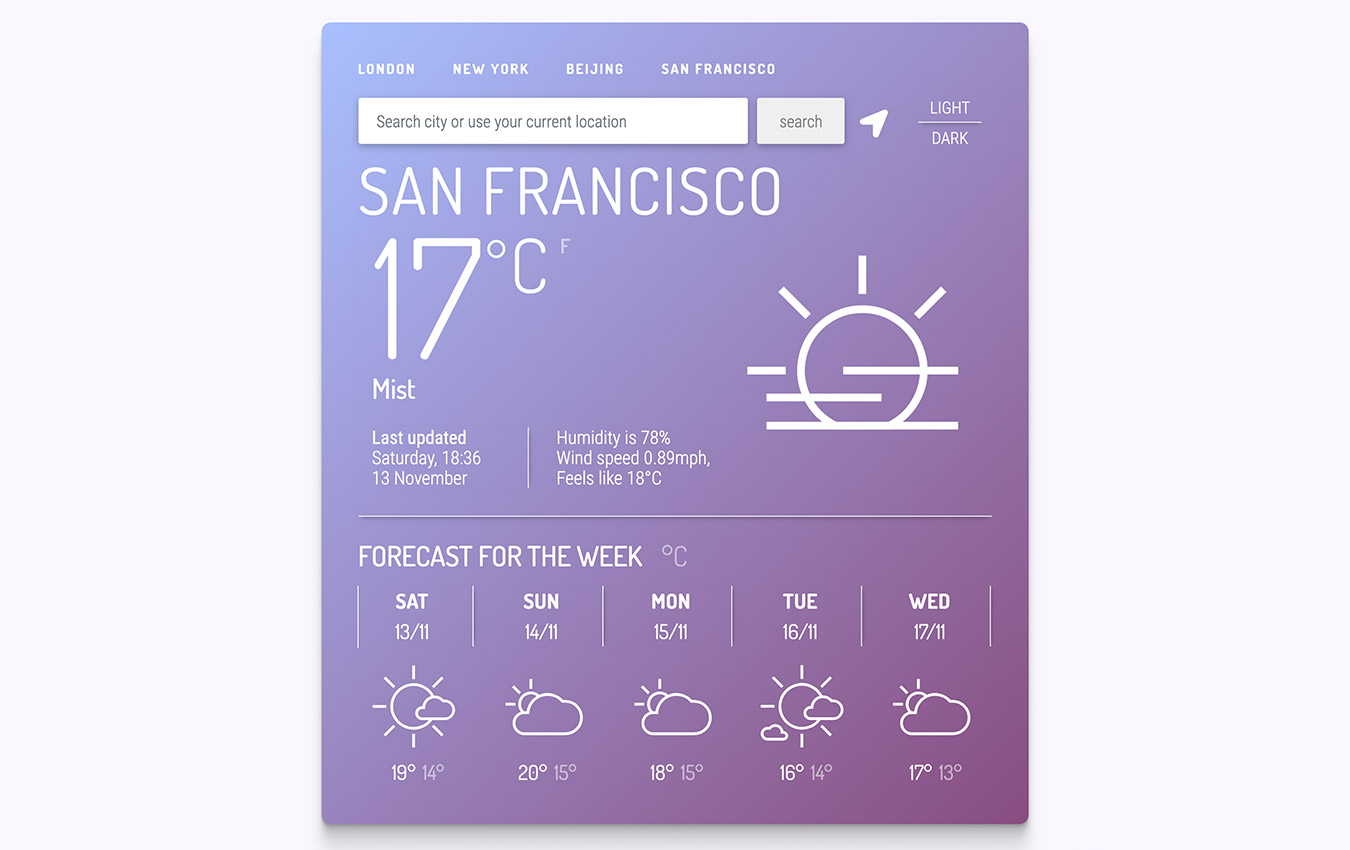 LONDON NEW YORK BEIJING SAN FRANCISCO
Search city or use your current location search LIGHT
DARK
SAN FRANCISCO
17°C F
Mist
Last updated
Saturday, 18:36
13 November
Humidity is 78%
Wind speed 0.89mph,
Feels like 18°C
FORECAST FOR THE WEEK °C
SAT SUN MON TUE WED
13/11 14/11 15/11 16/11 17/11
19° 14° 20° 15° 18° 15° 16° 14° 17° 13°